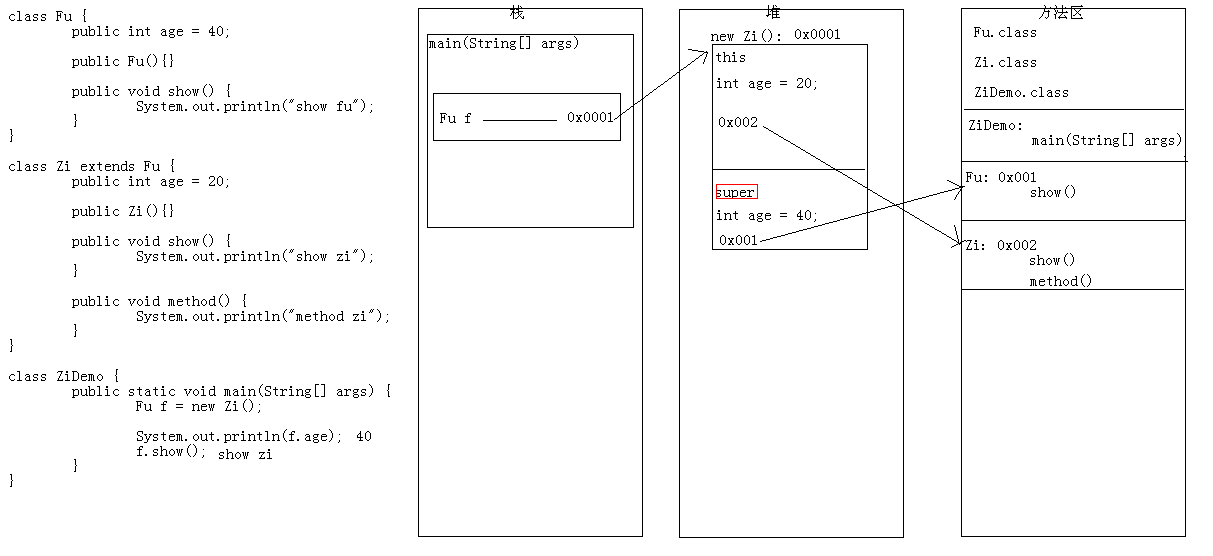 class Fu {
public int age = 40;
public Fu(){}
public void show() {
System.out.println("show fu");
}
}
class Zi extends Fu {
public int age = 20;
public Zi(){}
public void show() {
System.out.println("show zi");
}
public void method() {
System.out.println("method zi");
}
}
class ZiDemo {
public static void main(String[] args) {
Fu f = new Zi();
System.out.println(f.age); 40
f.show(); show zi
}
}
栈
main(String[] args)
Fu f 0x0001
堆
new Zi(): 0x0001
this
int age = 20;
0x002
super
int age = 40;
0x001
方法区
Fu.class
Zi.class
ZiDemo.class
ZiDemo:
main(String[] args)
Fu: 0x001
show()
Zi: 0x002
show()
method()